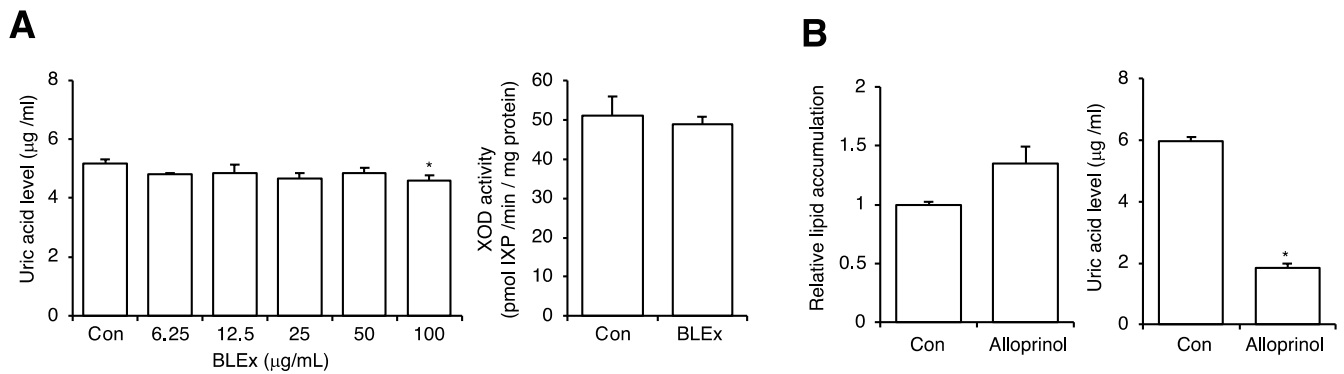 A
Uric acid level (μg /ml)
8
6
4
2
0
*
Con 6.25 12.5 25 50 100
BLEx (μg/mL)
XOD activity
(pmol IXP /min / mg protein)
60
50
40
30
20
10
0
Con BLEx
B
Relative lipid accumulation
2
1.5
1
0.5
0
Con Alloprinol
Uric acid level (μg /ml)
8
6
4
2
0
*
Con Alloprinol